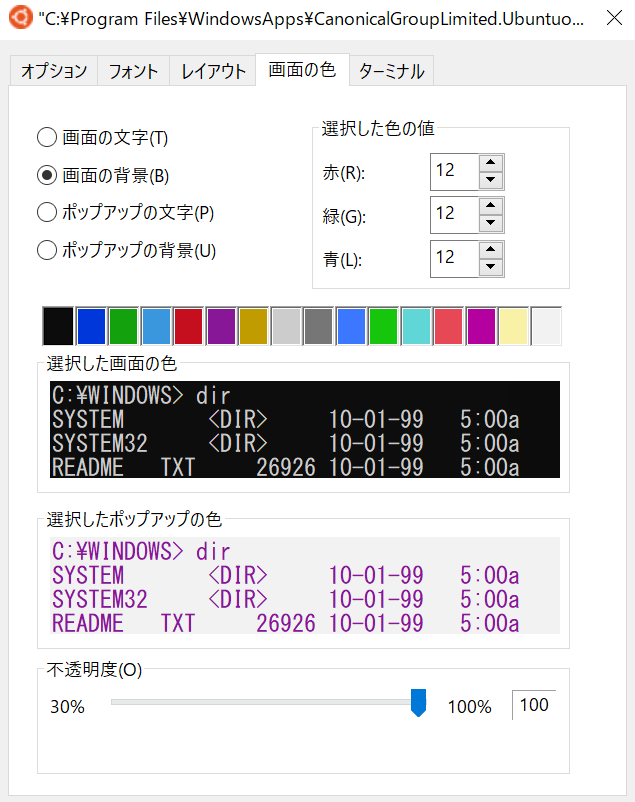 "C:¥Program Files¥WindowsApps¥CanonicalGroupLimited.Ubuntuo...
オプション フォント レイアウト 画面の色 ターミナル
画面の文字(T)
画面の背景(B)
ポップアップの文字(P)
ポップアップの背景(U)
選択した色の値
赤(R): 12
緑(G): 12
青(L): 12
選択した画面の色
C:¥WINDOWS> dir
SYSTEM <DIR> 10-01-99 5:00a
SYSTEM32 <DIR> 10-01-99 5:00a
README TXT 26926 10-01-99 5:00a
選択したポップアップの色
C:¥WINDOWS> dir
SYSTEM <DIR> 10-01-99 5:00a
SYSTEM32 <DIR> 10-01-99 5:00a
README TXT 26926 10-01-99 5:00a
不透明度(O)
30% 100% 100